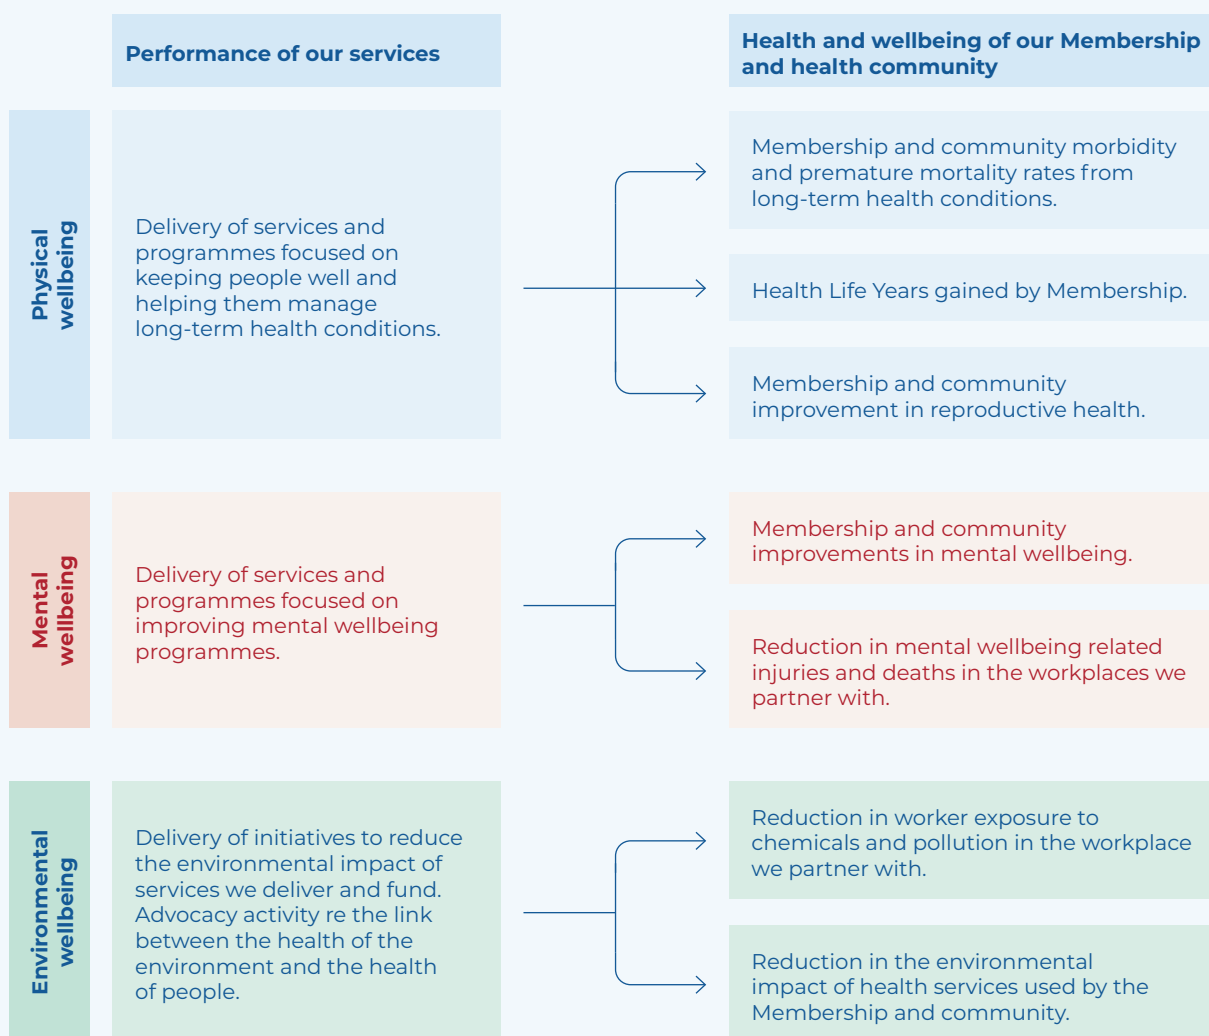 Performance of our services
Health and wellbeing of our Membership
and health community
Physical
wellbeing
Delivery of services and
programmes focused on
keeping people well and
helping them manage
long-term health conditions.
Membership and community morbidity
and premature mortality rates from
long-term health conditions.
Health Life Years gained by Membership.
Membership and community
improvement in reproductive health.
Mental
wellbeing
Delivery of services and
programmes focused on
improving mental wellbeing
programmes.
Membership and community
improvements in mental wellbeing.
Reduction in mental wellbeing related
injuries and deaths in the workplaces we
partner with.
Environmental
wellbeing
Delivery of initiatives to reduce
the environmental impact of
services we deliver and fund.
Advocacy activity re the link
between the health of the
environment and the health
of people.
Reduction in worker exposure to
chemicals and pollution in the workplace
we partner with.
Reduction in the environmental
impact of health services used by the
Membership and community.